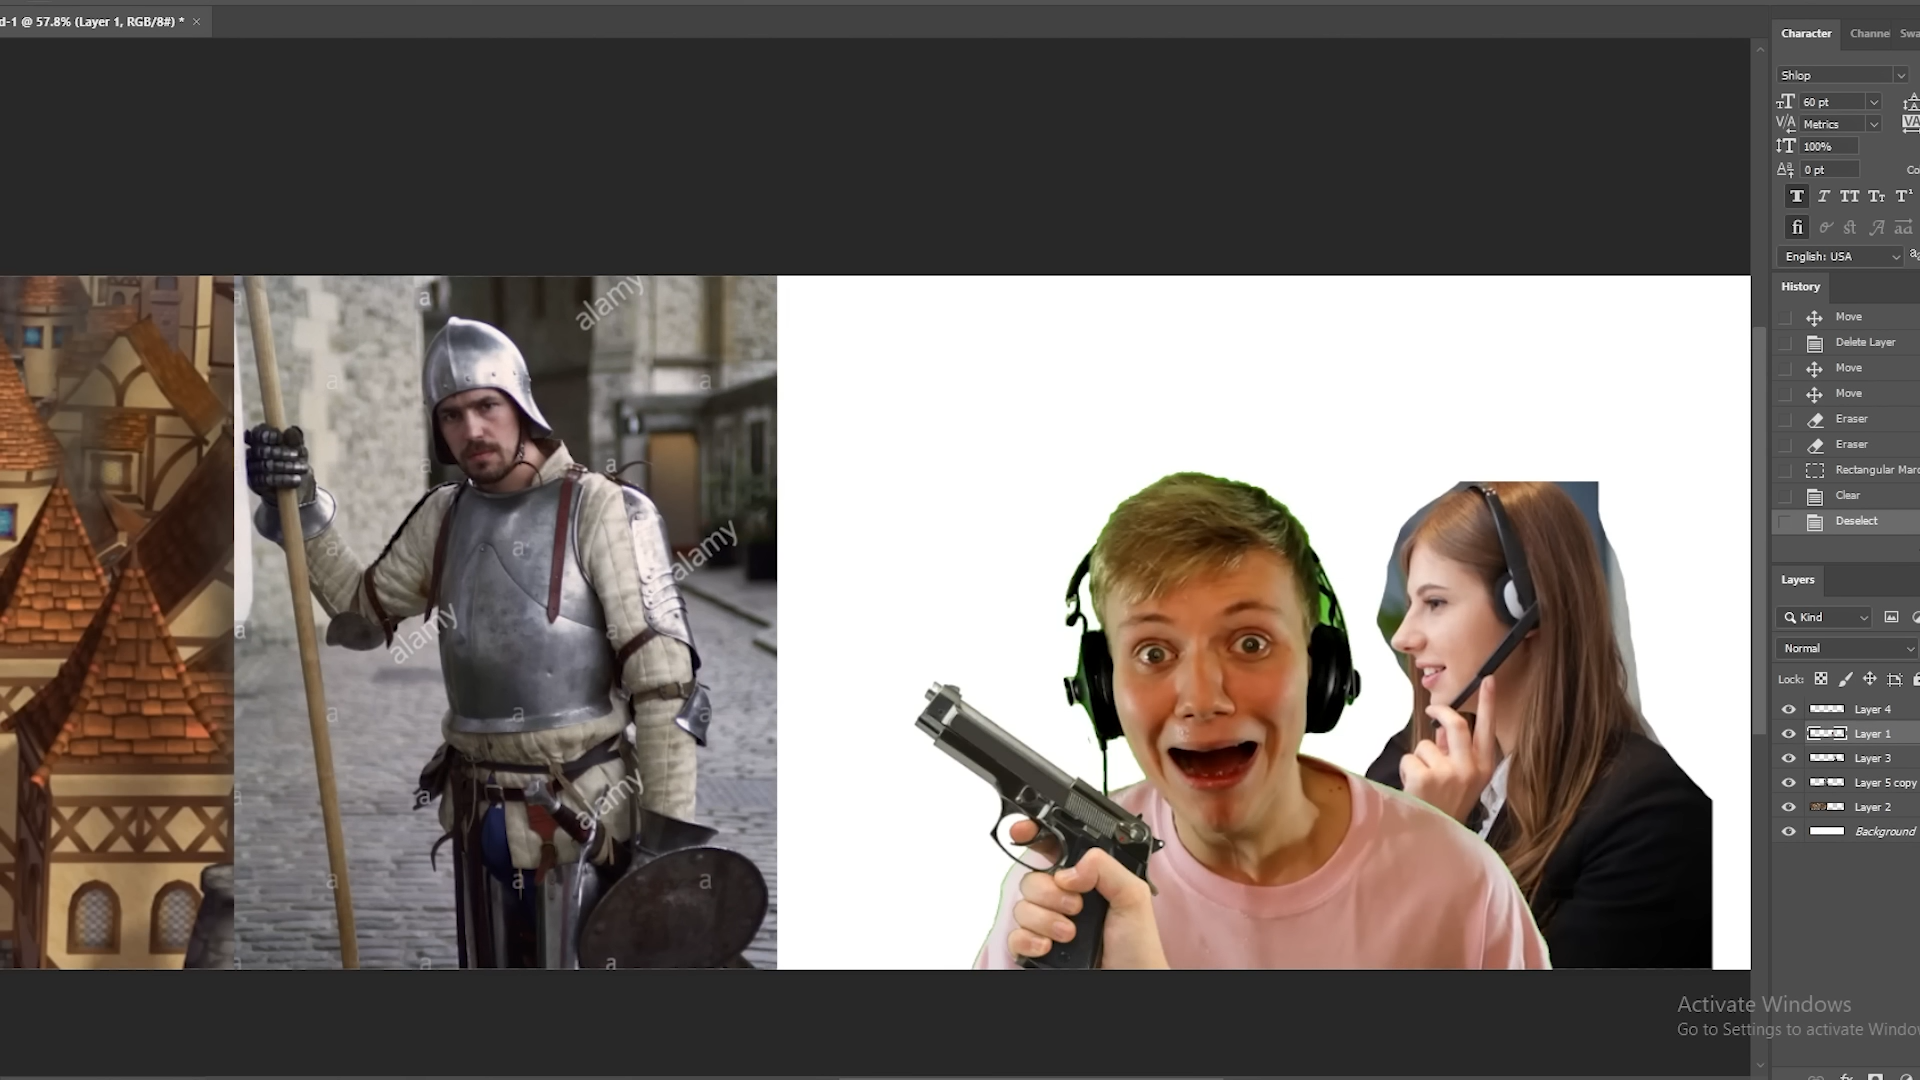 d-1 @ 57.8% (Layer 1, RGB/8#) * ×
Character
Channe
Swa
Shlop
60 pt
Metrics
100%
0 pt
Co
English: USA
History
Move
Delete Layer
Move
Move
Eraser
Eraser
Rectangular Marq
Clear
Deselect
Layers
Kind
Normal
Lock:
Layer 4
Layer 1
Layer 3
Layer 5 copy
Layer 2
Background
alamy
alamy
alamy
alamy
Activate Windows
Go to Settings to activate Window